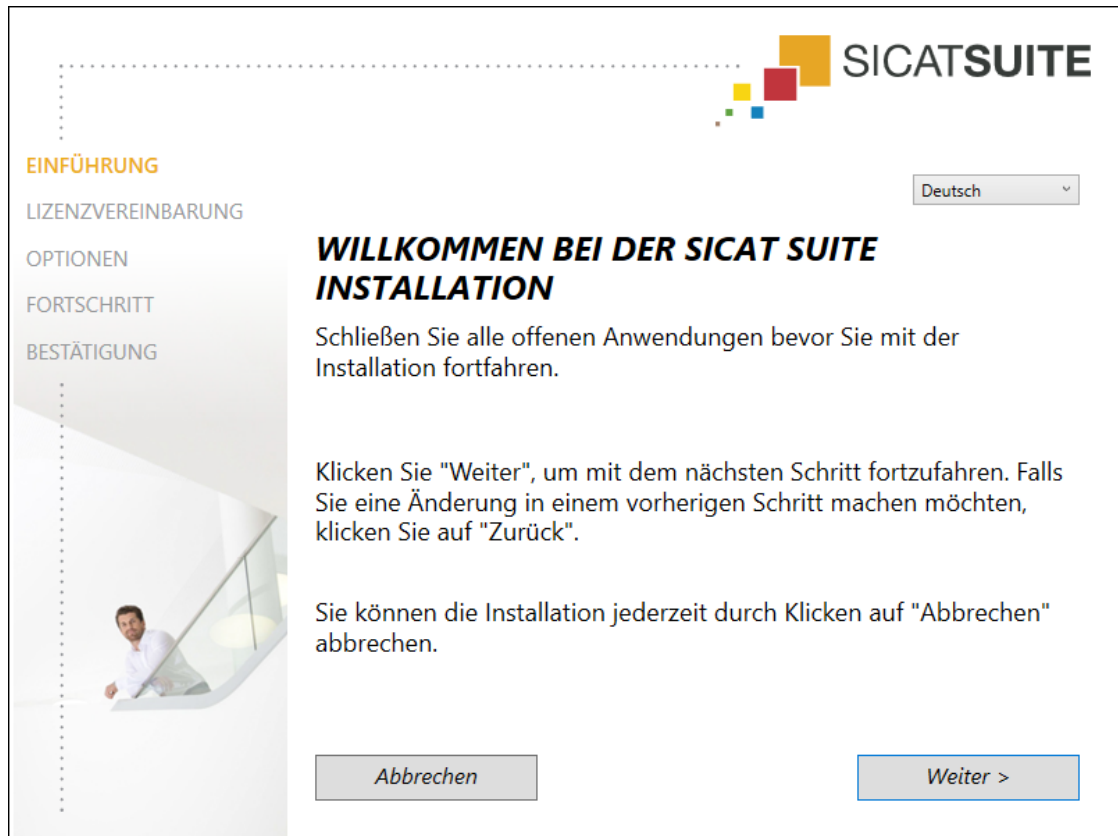 SICATSUITE
EINFÜHRUNG
LIZENZVEREINBARUNG
OPTIONEN
FORTSCHRITT
BESTÄTIGUNG
Deutsch
WILLKOMMEN BEI DER SICAT SUITE
INSTALLATION
Schließen Sie alle offenen Anwendungen bevor Sie mit der
Installation fortfahren.
Klicken Sie "Weiter", um mit dem nächsten Schritt fortzufahren. Falls
Sie eine Änderung in einem vorherigen Schritt machen möchten,
klicken Sie auf "Zurück".
Sie können die Installation jederzeit durch Klicken auf "Abbrechen"
abbrechen.
Abbrechen
Weiter >